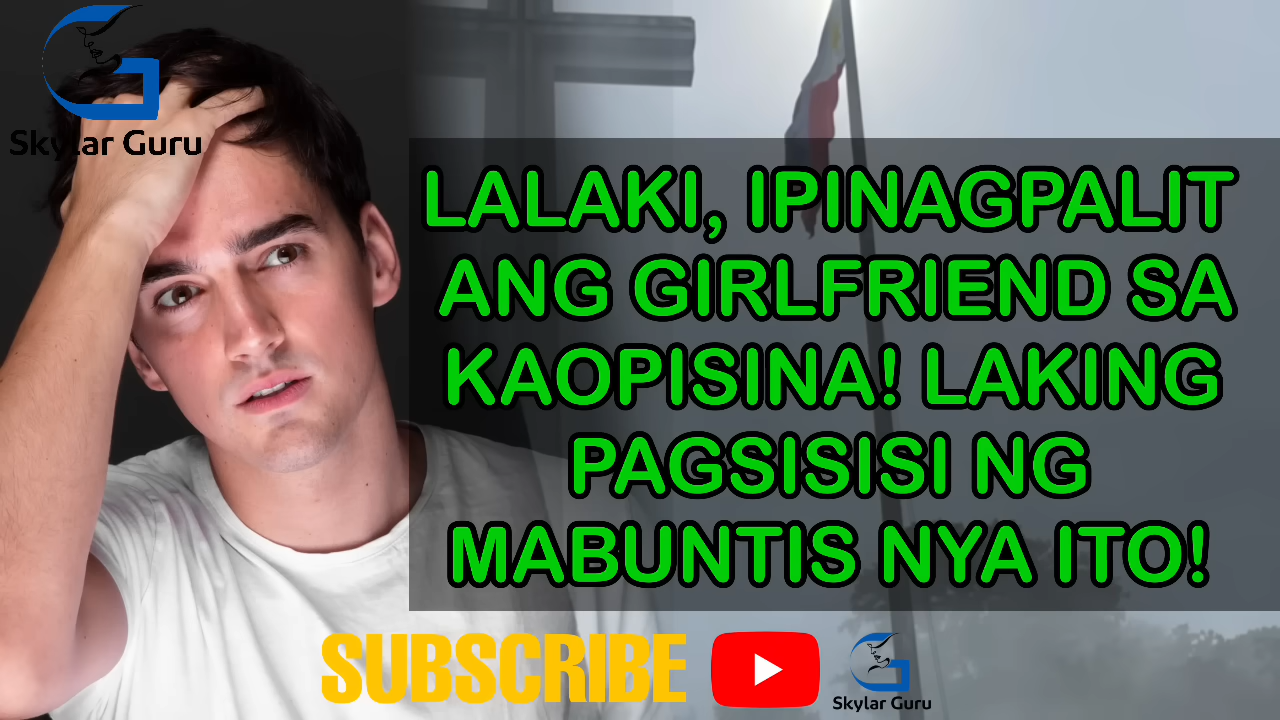 Skylar Guru
LALAKI, IPINAGPALIT
ANG GIRLFRIEND SA
KAOPISINA! LAKING
PAGSISISI NG
MABUNTIS NYA ITO!
SUBSCRIBE
Skylar Guru